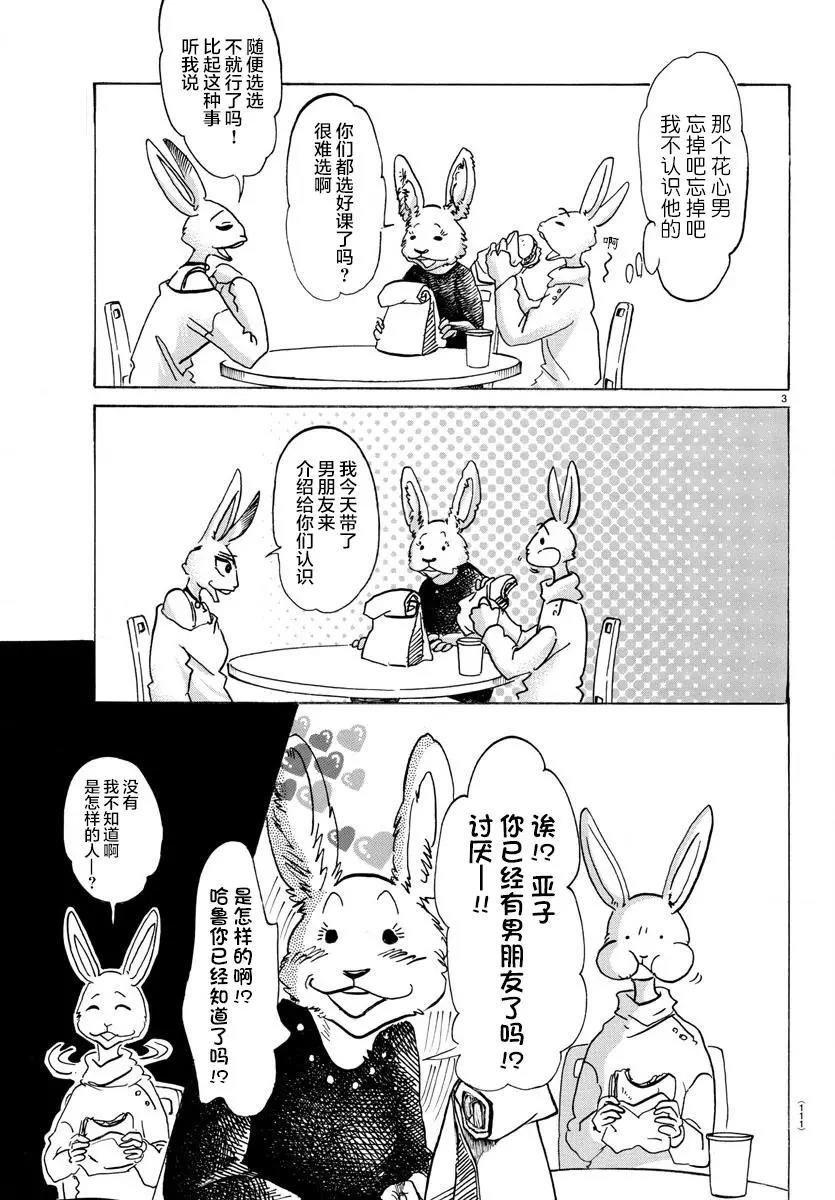 那个花心男
忘掉吧忘掉吧
我不认识他的
啊
你们都选好课了吗?
很难选啊
随便选选
不就行了吗!
比起这种事
听我说
3
我今天带了
男朋友来
介绍给你们认识
诶!? 亚子
你已经有男朋友了吗!?
讨厌—!!
是怎样的啊!?
哈鲁你已经知道了吗!?
没有
我不知道啊
是怎样的人—?
(111)